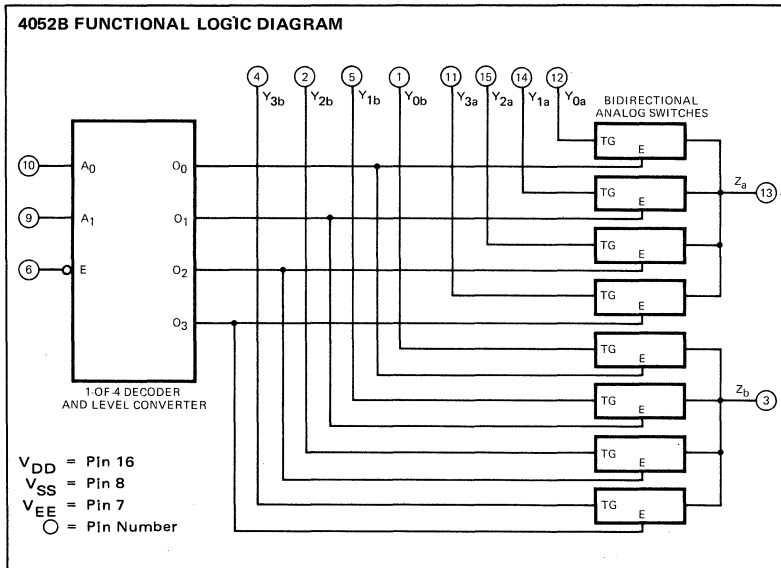 4052B FUNCTIONAL LOGIC DIAGRAM
4 2 5 1 11 15 14 12
Y3b Y2b Y1b Y0b Y3a Y2a Y1a Y0a
BIDIRECTIONAL
ANALOG SWITCHES
TG E
10 A0 O0
TG E Za 13
9 A1 O1
TG E
6 E O2
TG E
O3
TG E
1-OF-4 DECODER
AND LEVEL CONVERTER
TG E Zb 3
TG E
TG E
VDD = Pin 16
VSS = Pin 8
VEE = Pin 7
= Pin Number